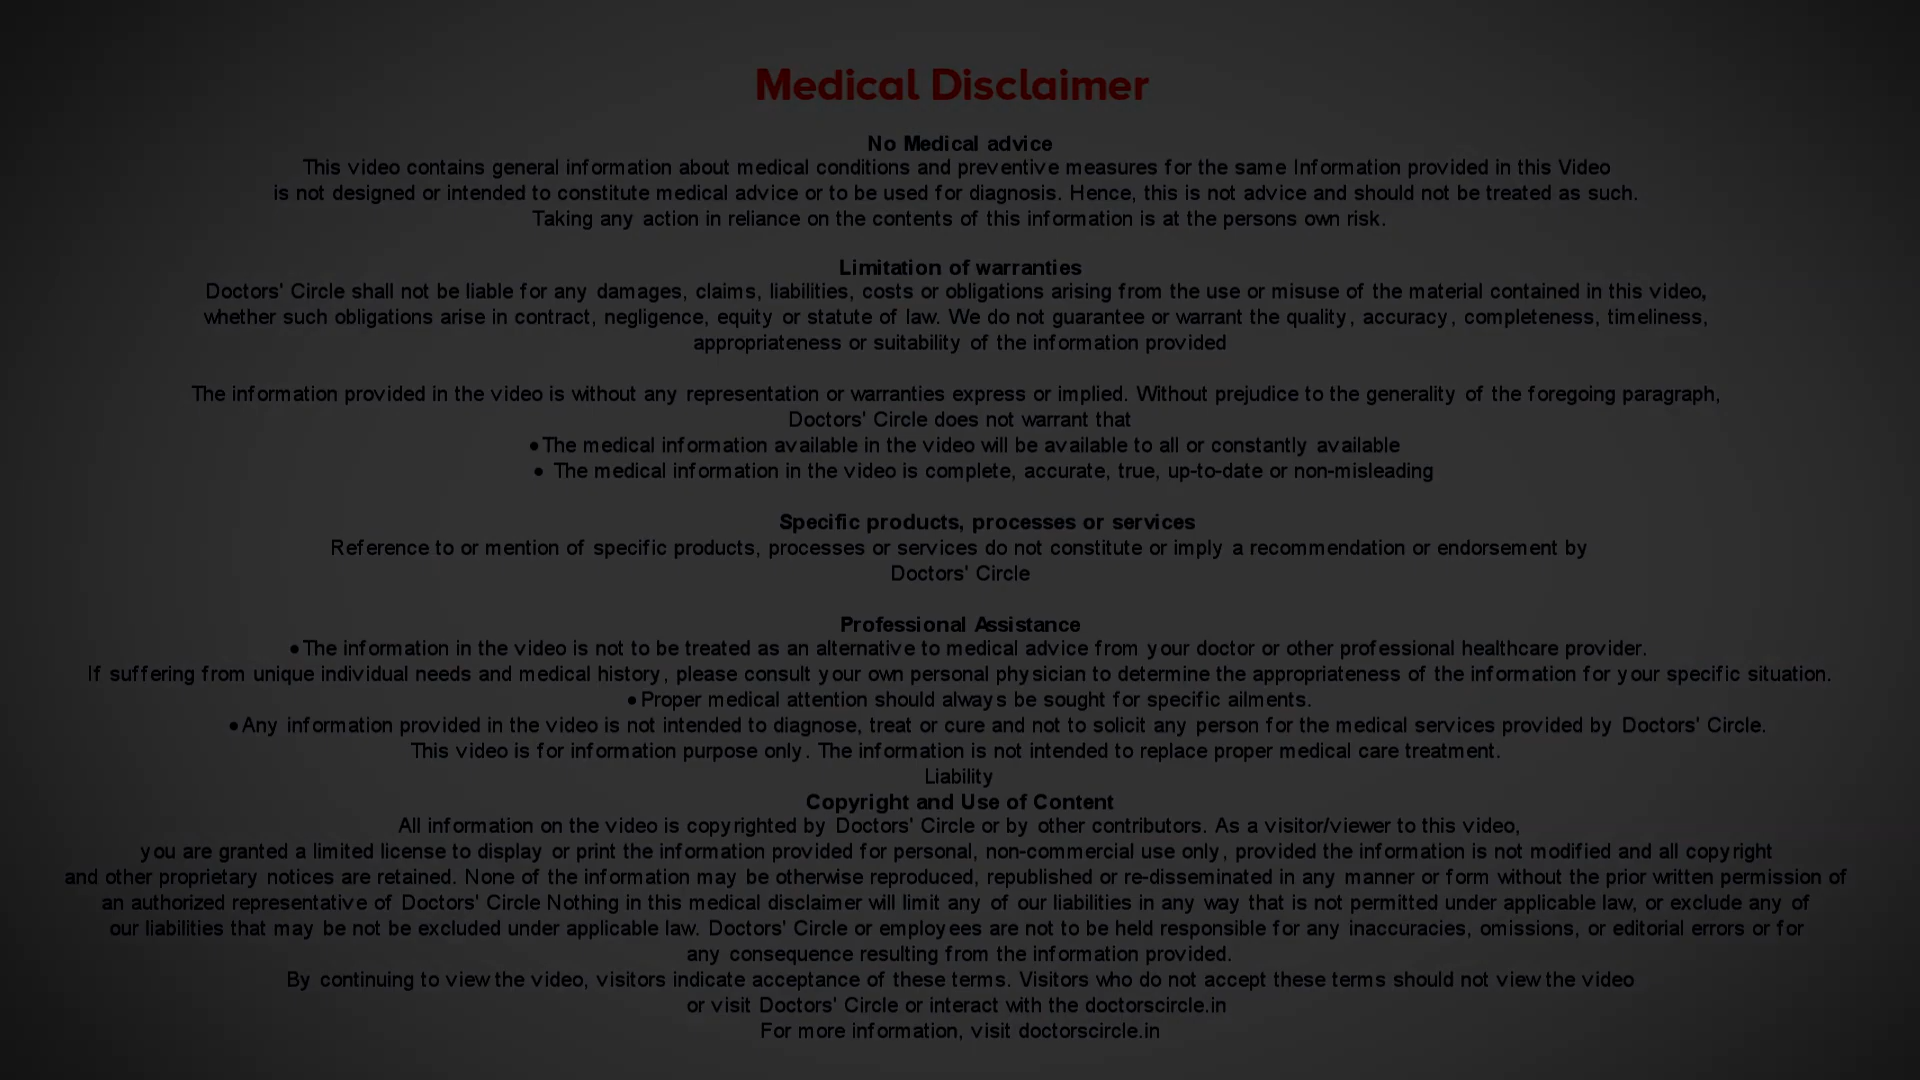 Medical Disclaimer
No Medical advice
This video contains general information about medical conditions and preventive measures for the same Information provided in this Video
is not designed or intended to constitute medical advice or to be used for diagnosis. Hence, this is not advice and should not be treated as such.
Taking any action in reliance on the contents of this information is at the persons own risk.
Limitation of warranties
Doctors' Circle shall not be liable for any damages, claims, liabilities, costs or obligations arising from the use or misuse of the material contained in this video,
whether such obligations arise in contract, negligence, equity or statute of law. We do not guarantee or warrant the quality, accuracy, completeness, timeliness,
appropriateness or suitability of the information provided
The information provided in the video is without any representation or warranties express or implied. Without prejudice to the generality of the foregoing paragraph,
Doctors' Circle does not warrant that
•The medical information available in the video will be available to all or constantly available
• The medical information in the video is complete, accurate, true, up-to-date or non-misleading
Specific products, processes or services
Reference to or mention of specific products, processes or services do not constitute or imply a recommendation or endorsement by
Doctors' Circle
Professional Assistance
•The information in the video is not to be treated as an alternative to medical advice from your doctor or other professional healthcare provider.
If suffering from unique individual needs and medical history, please consult your own personal physician to determine the appropriateness of the information for your specific situation.
•Proper medical attention should always be sought for specific ailments.
•Any information provided in the video is not intended to diagnose, treat or cure and not to solicit any person for the medical services provided by Doctors' Circle.
This video is for information purpose only. The information is not intended to replace proper medical care treatment.
Liability
Copyright and Use of Content
All information on the video is copyrighted by Doctors' Circle or by other contributors. As a visitor/viewer to this video,
you are granted a limited license to display or print the information provided for personal, non-commercial use only, provided the information is not modified and all copyright
and other proprietary notices are retained. None of the information may be otherwise reproduced, republished or re-disseminated in any manner or form without the prior written permission of
an authorized representative of Doctors' Circle Nothing in this medical disclaimer will limit any of our liabilities in any way that is not permitted under applicable law, or exclude any of
our liabilities that may be not be excluded under applicable law. Doctors' Circle or employees are not to be held responsible for any inaccuracies, omissions, or editorial errors or for
any consequence resulting from the information provided.
By continuing to view the video, visitors indicate acceptance of these terms. Visitors who do not accept these terms should not view the video
or visit Doctors' Circle or interact with the doctorscircle.in
For more information, visit doctorscircle.in